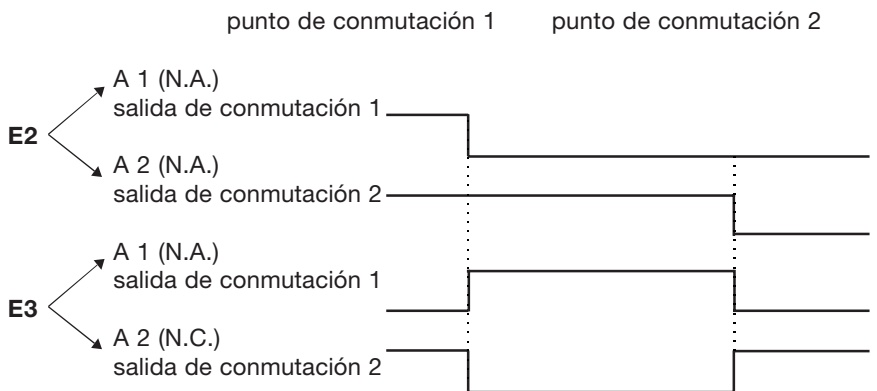 punto de conmutación 1 punto de conmutación 2
A 1 (N.A.)
salida de conmutación 1
E2
A 2 (N.A.)
salida de conmutación 2
A 1 (N.A.)
salida de conmutación 1
E3
A 2 (N.C.)
salida de conmutación 2